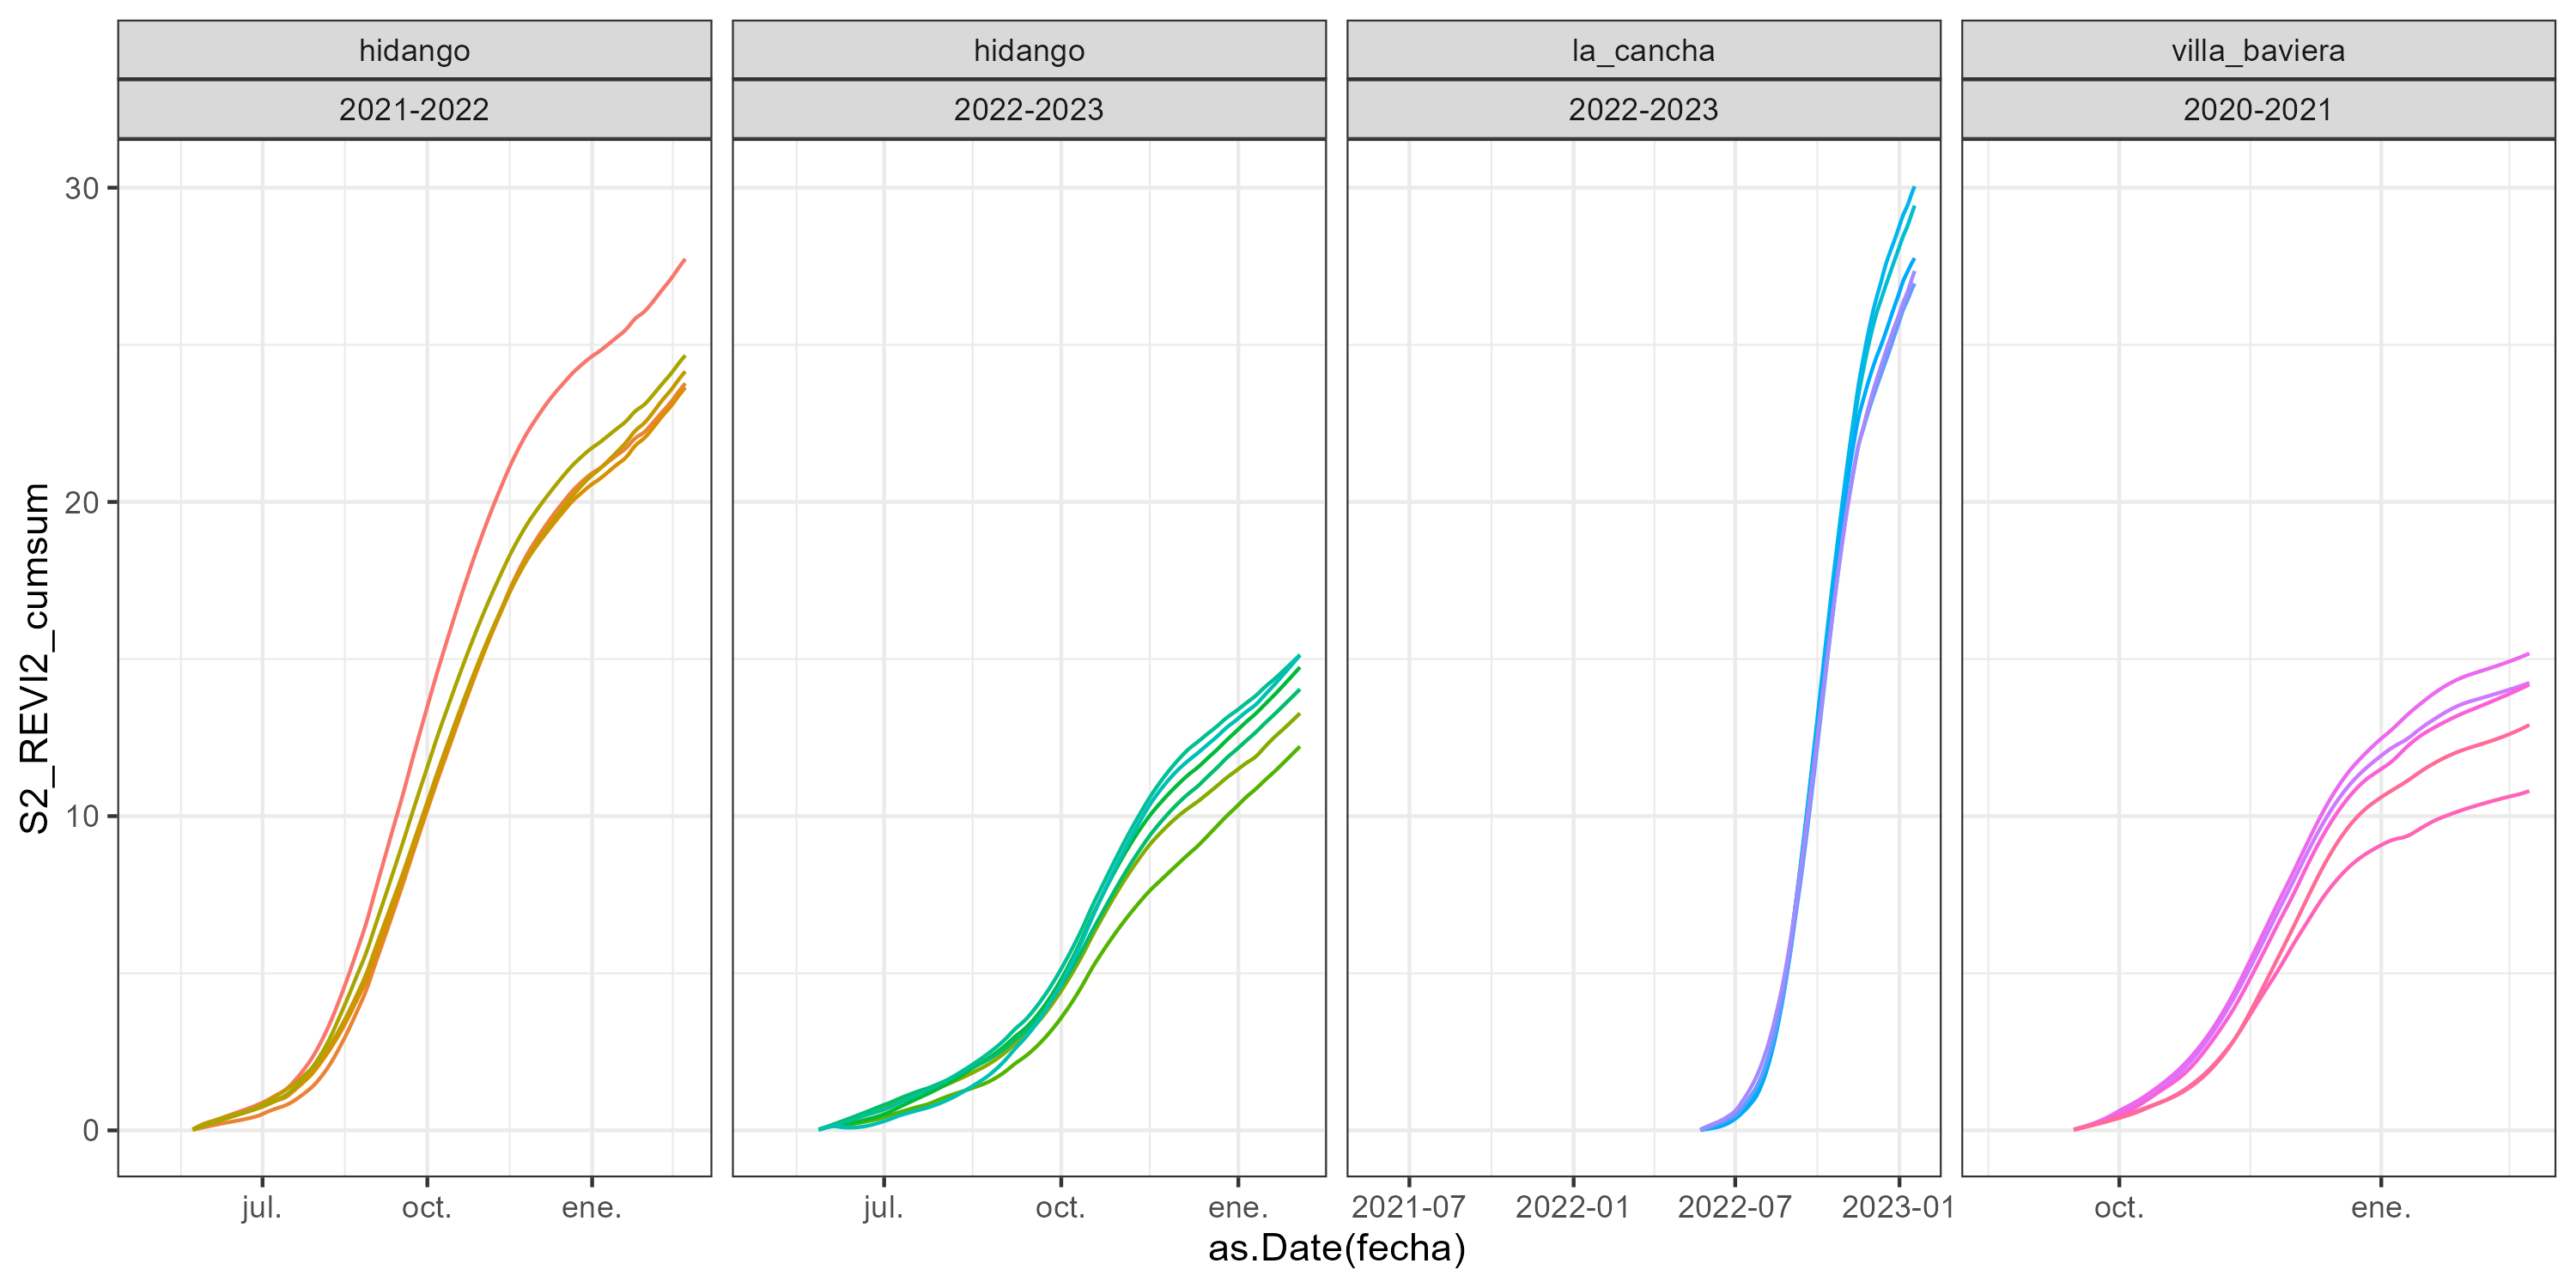 hidango
hidango
la_cancha
villa_baviera
2021-2022
2022-2023
2022-2023
2020-2021
S2_REVI2_cumsum
30
20
10
0
jul.
oct.
ene.
jul.
oct.
ene.
2021-07
2022-01
2022-07
2023-01
oct.
ene.
as.Date(fecha)